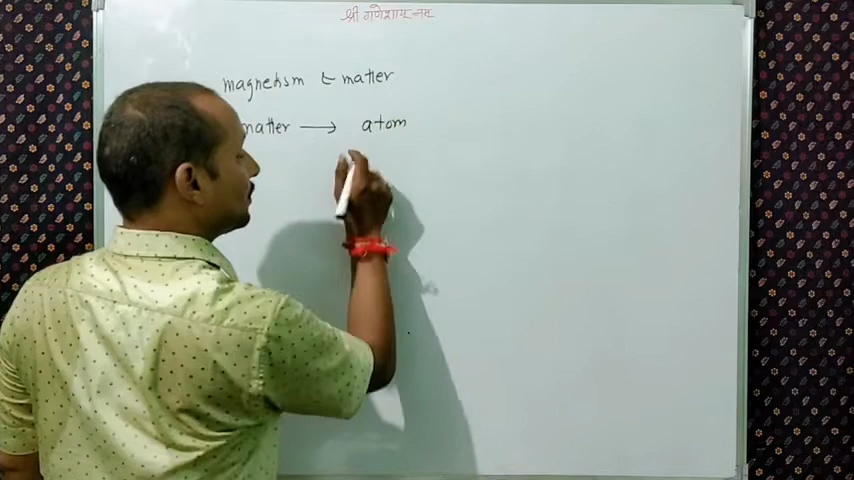 श्री गणेशाय नमः
magnetism ← matter
matter → atom